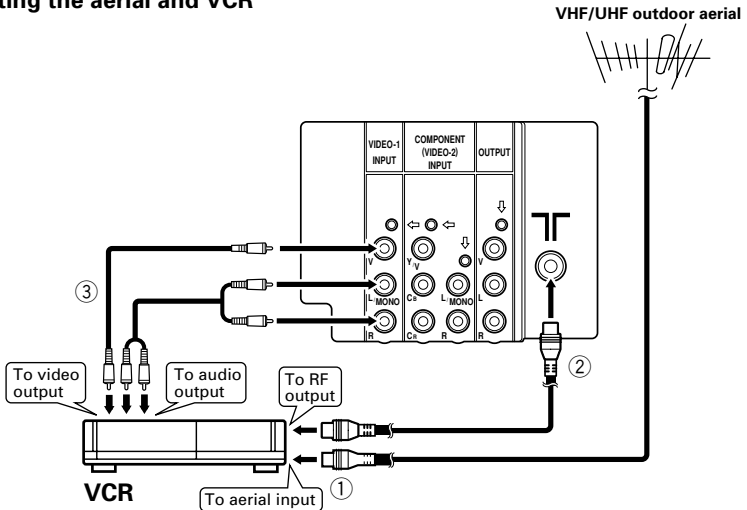 ting the aerial and VCR
VHF/UHF outdoor aerial
VIDEO-1
INPUT
COMPONENT
(VIDEO-2)
INPUT
OUTPUT
V
Y/V
V
L/MONO
CB
L/MONO
L
R
CR
R
R
③
②
To video
output
To audio
output
To RF
output
VCR
To aerial input
①